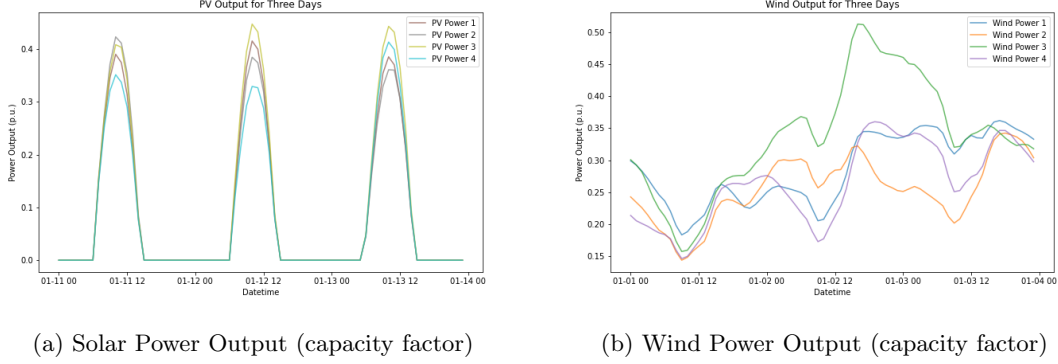 PV Output for Three Days
PV Power 1
PV Power 2
PV Power 3
PV Power 4
Power Output (p.u.)
0.4
0.3
0.2
0.1
0.0
01-11 00
01-11 12
01-12 00
01-12 12
01-13 00
01-13 12
01-14 00
Datetime
(a) Solar Power Output (capacity factor)
Wind Output for Three Days
Wind Power 1
Wind Power 2
Wind Power 3
Wind Power 4
Power Output (p.u.)
0.50
0.45
0.40
0.35
0.30
0.25
0.20
0.15
01-01 00
01-01 12
01-02 00
01-02 12
01-03 00
01-03 12
01-04 00
Datetime
(b) Wind Power Output (capacity factor)